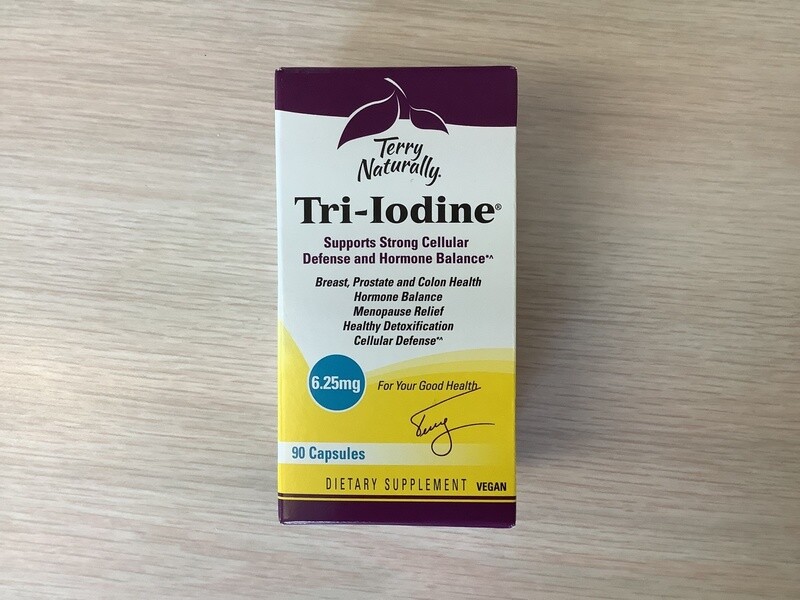 Terry
Naturally.
Tri-Iodine®
Supports Strong Cellular
Defense and Hormone Balance*^
Breast, Prostate and Colon Health
Hormone Balance
Menopause Relief
Healthy Detoxification
Cellular Defense*^
6.25mg
For Your Good Health
Terry
90 Capsules
DIETARY SUPPLEMENT VEGAN